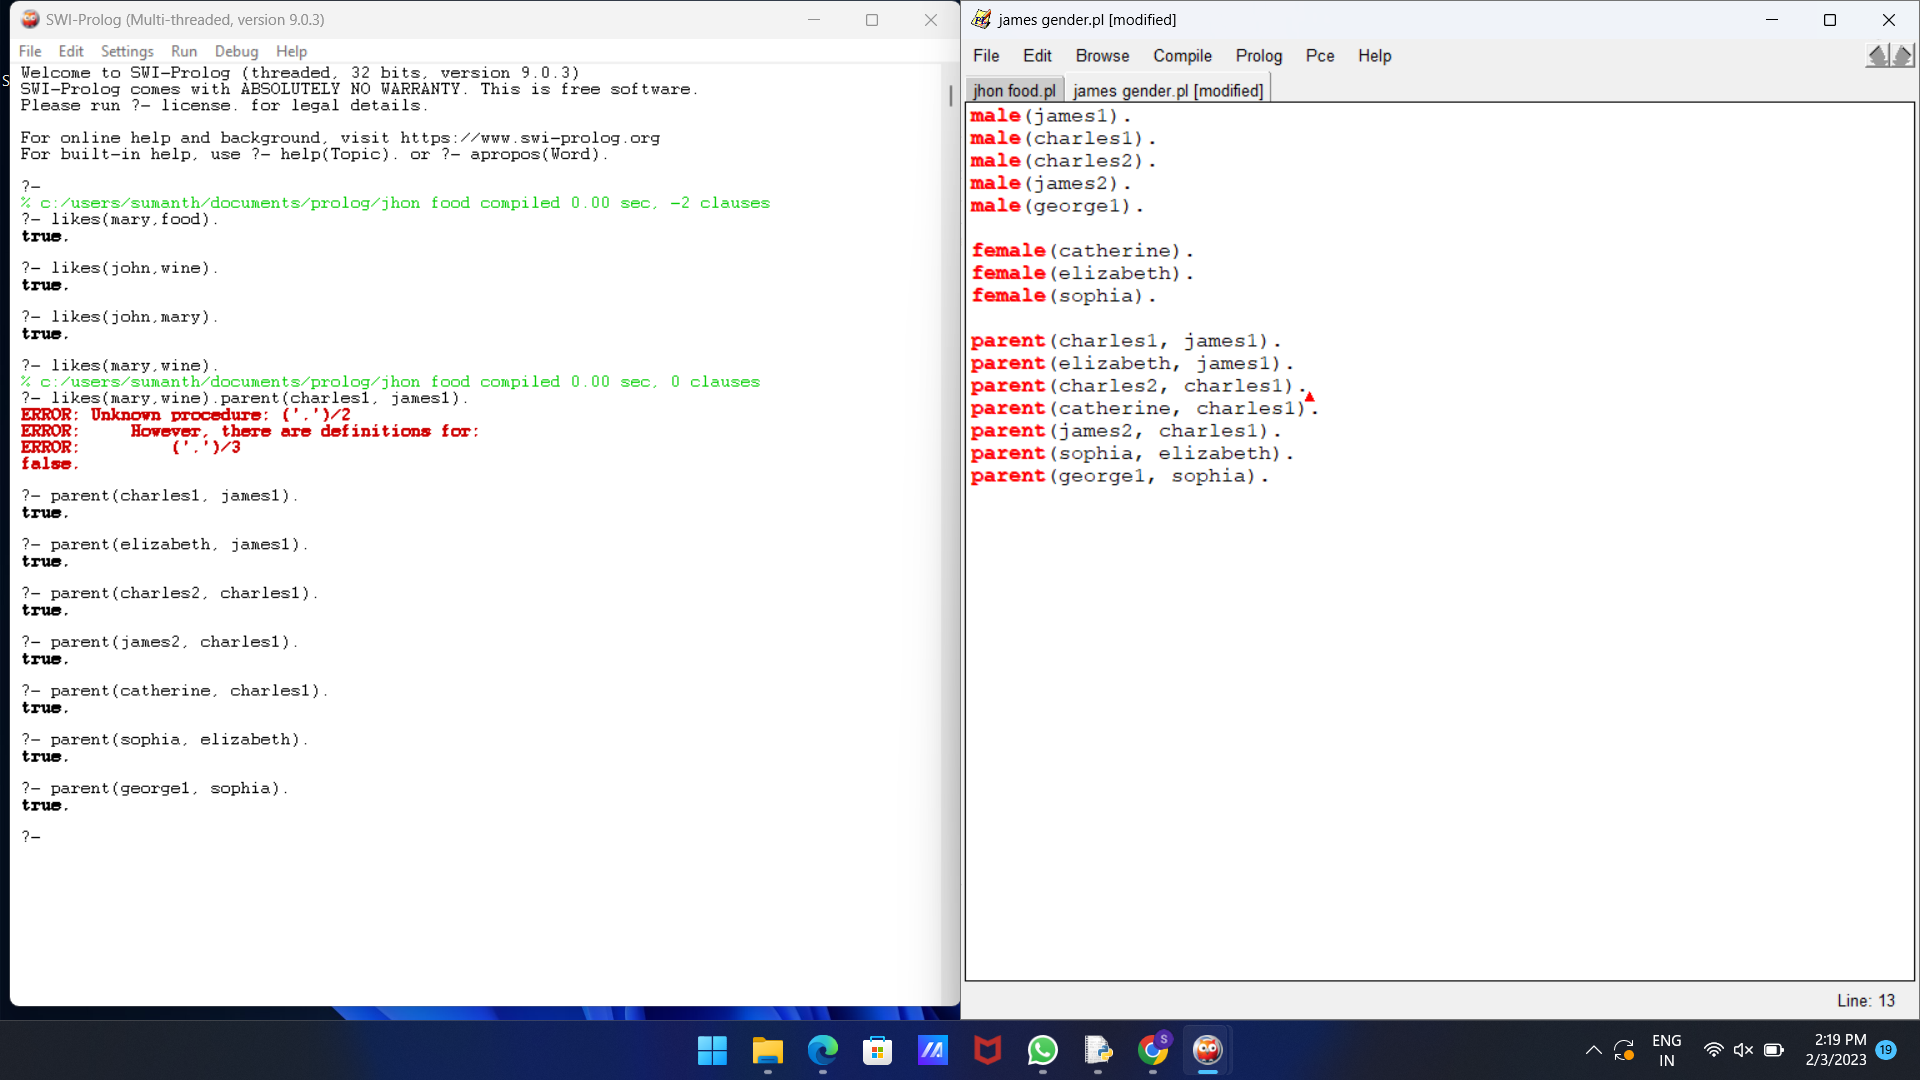 SWI-Prolog (Multi-threaded, version 9.0.3)
File Edit Settings Run Debug Help
Welcome to SWI-Prolog (threaded, 32 bits, version 9.0.3)
SWI-Prolog comes with ABSOLUTELY NO WARRANTY. This is free software.
Please run ?- license. for legal details.
For online help and background, visit https://www.swi-prolog.org
For built-in help, use ?- help(Topic). or ?- apropos(Word).
?-
% c:/users/sumanth/documents/prolog/jhon food compiled 0.00 sec, -2 clauses
?- likes(mary,food).
true.
?- likes(john,wine).
true.
?- likes(john,mary).
true.
?- likes(mary,wine).
% c:/users/sumanth/documents/prolog/jhon food compiled 0.00 sec, 0 clauses
?- likes(mary,wine).parent(charles1, james1).
ERROR: Unknown procedure: ('.')/2
ERROR: However, there are definitions for:
ERROR: ('.')/3
false.
?- parent(charles1, james1).
true.
?- parent(elizabeth, james1).
true.
?- parent(charles2, charles1).
true.
?- parent(james2, charles1).
true.
?- parent(catherine, charles1).
true.
?- parent(sophia, elizabeth).
true.
?- parent(george1, sophia).
true.
?-
james gender.pl [modified]
File Edit Browse Compile Prolog Pce Help
jhon food.pl james gender.pl [modified]
male(james1).
male(charles1).
male(charles2).
male(james2).
male(george1).
female(catherine).
female(elizabeth).
female(sophia).
parent(charles1, james1).
parent(elizabeth, james1).
parent(charles2, charles1).
parent(catherine, charles1).
parent(james2, charles1).
parent(sophia, elizabeth).
parent(george1, sophia).
Line: 13
S
S
ENG
IN
2:19 PM
2/3/2023
19